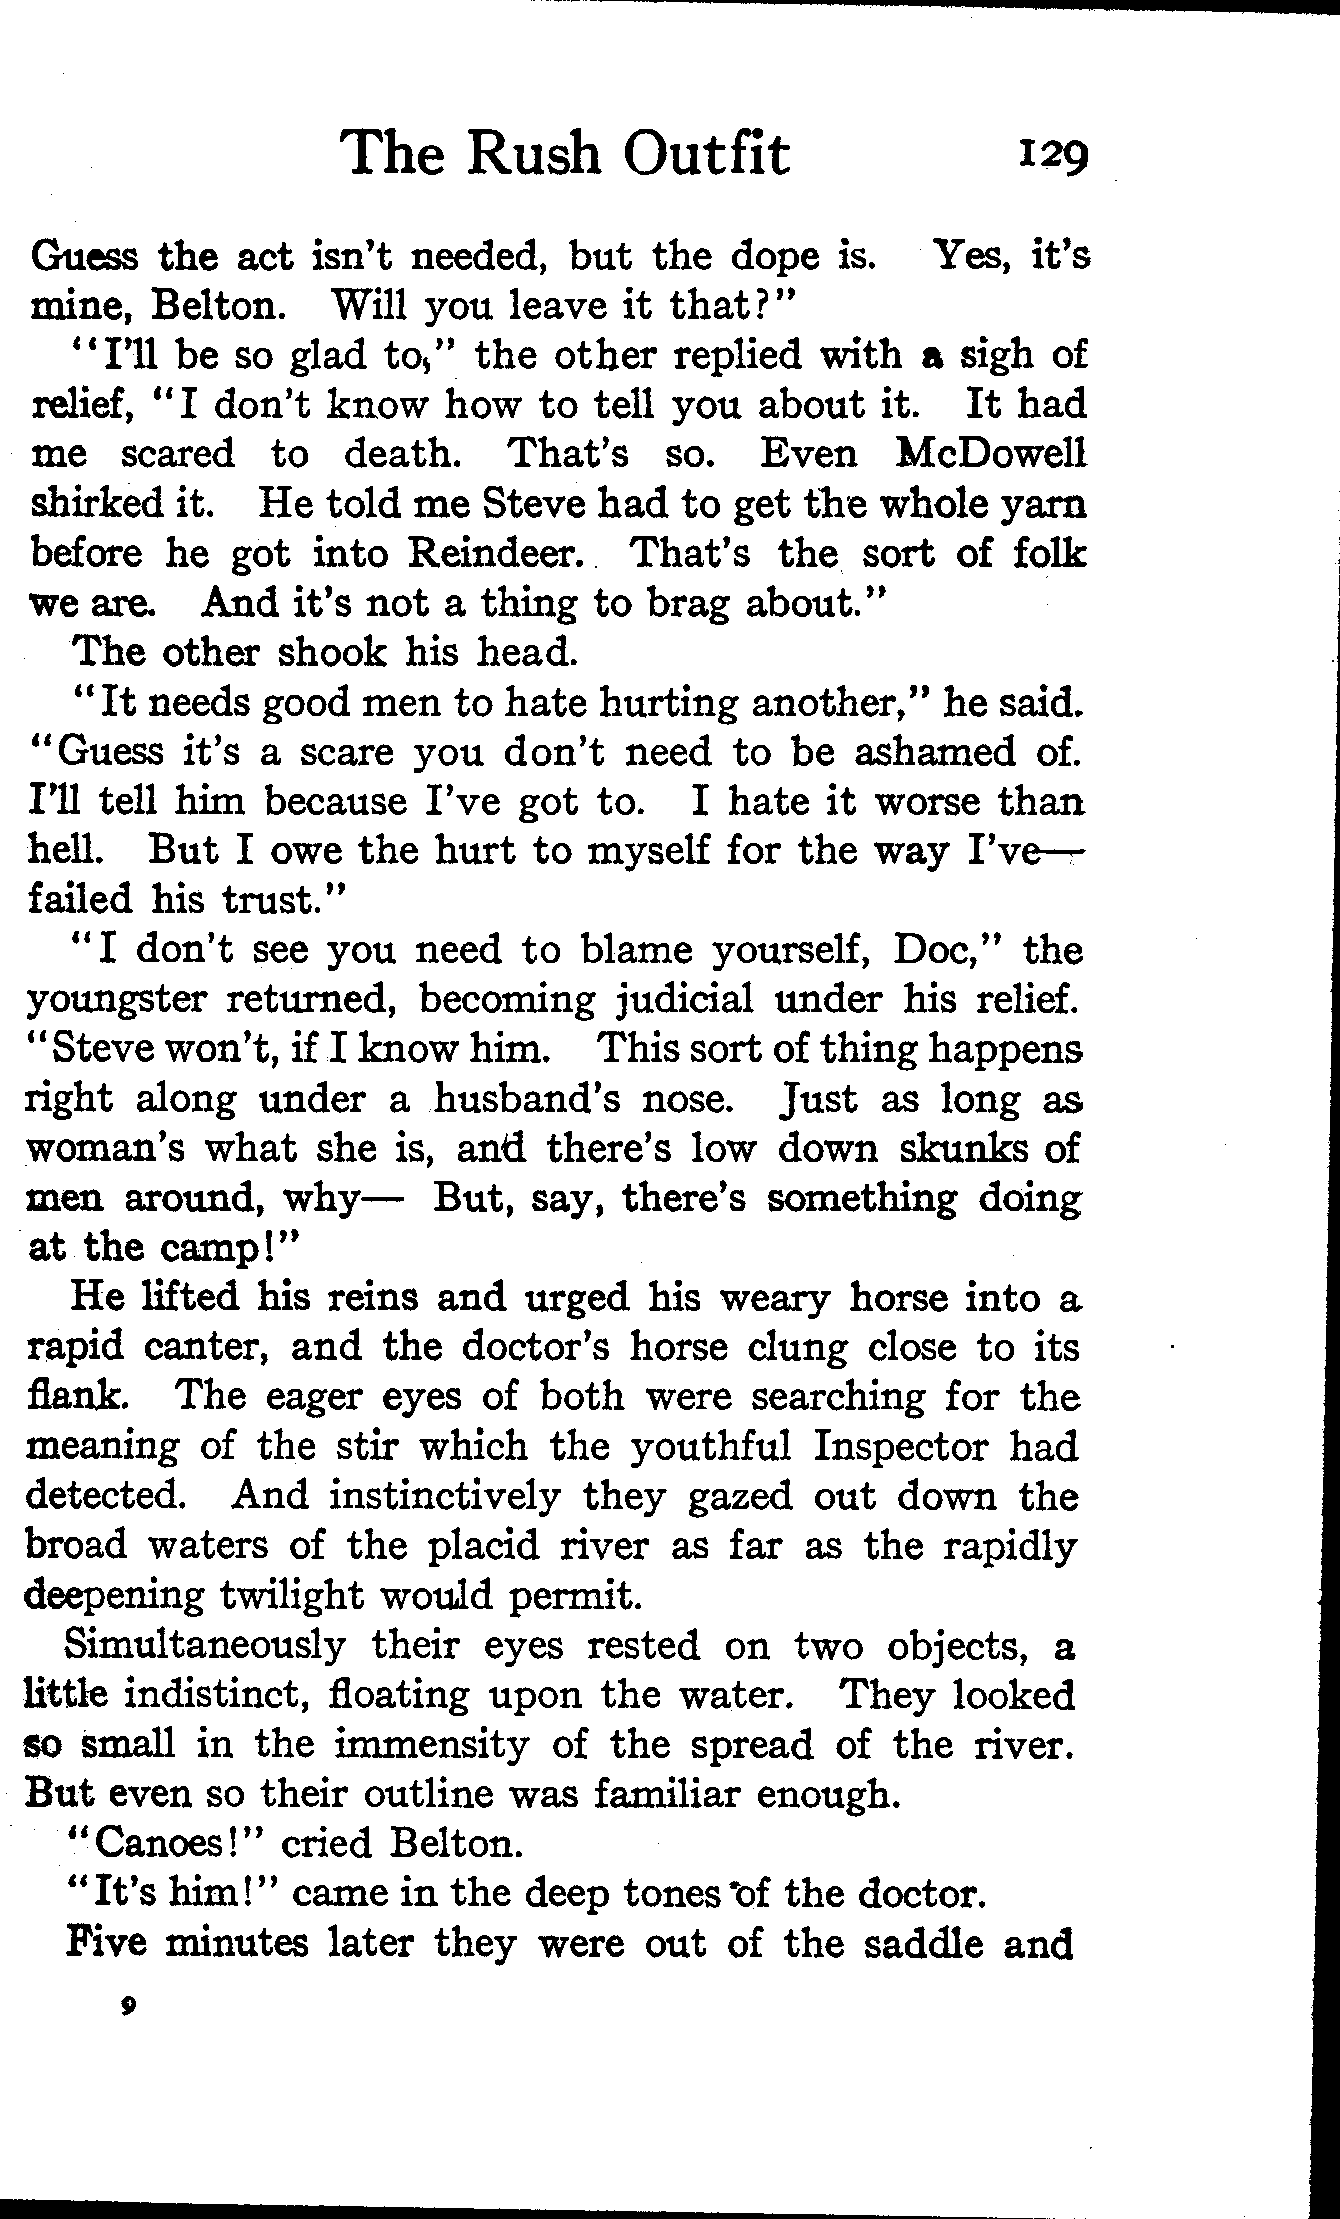 The Rush Outfit 129
Guess the act isn't needed, but the dope is. Yes, it's
mine, Belton. Will you leave it that?"
"I'll be so glad to," the other replied with a sigh of
relief, "I don't know how to tell you about it. It had
me scared to death. That's so. Even McDowell
shirked it. He told me Steve had to get the whole yarn
before he got into Reindeer. That's the sort of folk
we are. And it's not a thing to brag about."
The other shook his head.
"It needs good men to hate hurting another," he said.
"Guess it's a scare you don't need to be ashamed of.
I'll tell him because I've got to. I hate it worse than
hell. But I owe the hurt to myself for the way I've—
failed his trust."
"I don't see you need to blame yourself, Doc," the
youngster returned, becoming judicial under his relief.
"Steve won't, if I know him. This sort of thing happens
right along under a husband's nose. Just as long as
woman's what she is, and there's low down skunks of
men around, why— But, say, there's something doing
at the camp!"
He lifted his reins and urged his weary horse into a
rapid canter, and the doctor's horse clung close to its
flank. The eager eyes of both were searching for the
meaning of the stir which the youthful Inspector had
detected. And instinctively they gazed out down the
broad waters of the placid river as far as the rapidly
deepening twilight would permit.
Simultaneously their eyes rested on two objects, a
little indistinct, floating upon the water. They looked
so small in the immensity of the spread of the river.
But even so their outline was familiar enough.
"Canoes!" cried Belton.
"It's him!" came in the deep tones of the doctor.
Five minutes later they were out of the saddle and
9